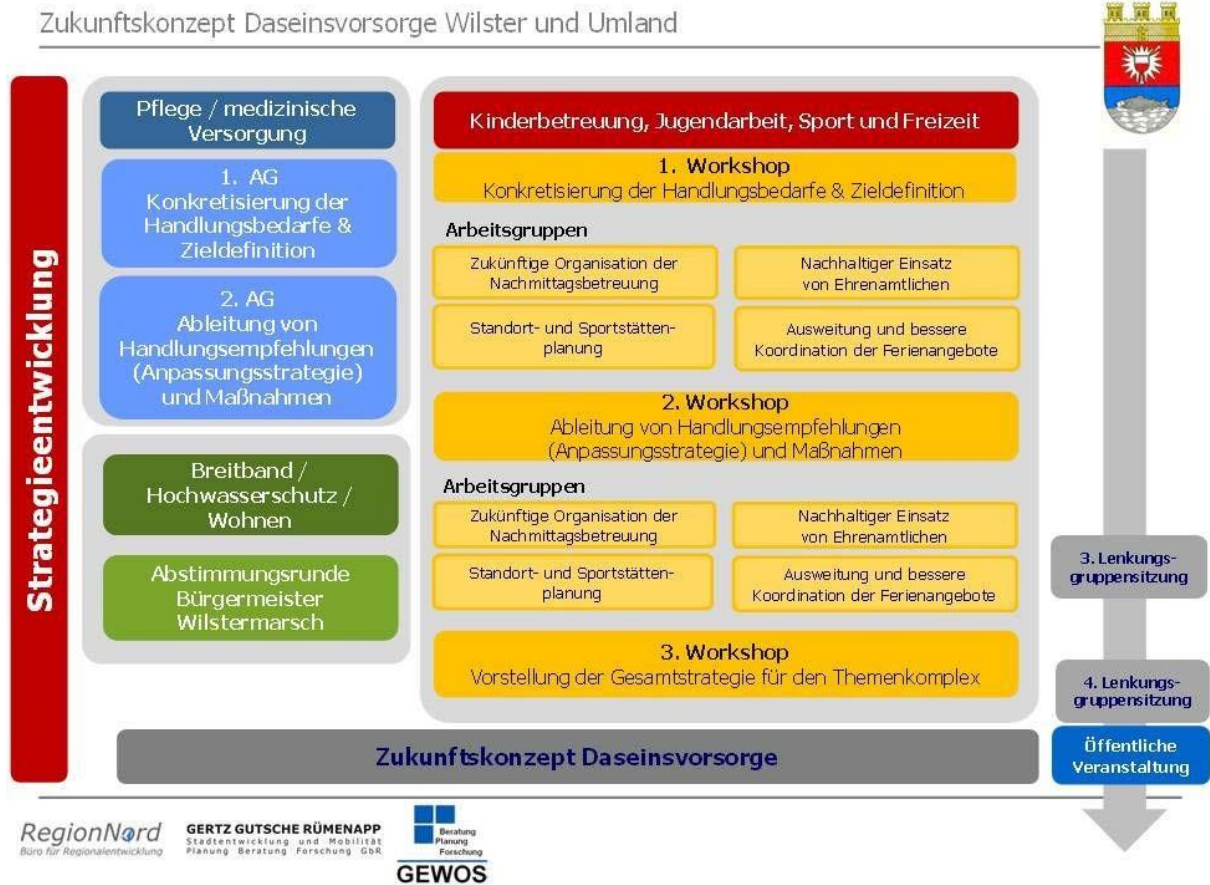 Zukunftskonzept Daseinsvorsorge Wilster und Umland
Strategieentwicklung
Pflege / medizinische
Versorgung
1. AG
Konkretisierung der
Handlungsbedarfe &
Zieldefinition
2. AG
Ableitung von
Handlungsempfehlungen
(Anpassungsstrategie)
und Maßnahmen
Breitband /
Hochwasserschutz /
Wohnen
Abstimmungsrunde
Bürgermeister
Wilstermarsch
Kinderbetreuung, Jugendarbeit, Sport und Freizeit
1. Workshop
Konkretisierung der Handlungsbedarfe & Zieldefinition
Arbeitsgruppen
Zukünftige Organisation der
Nachmittagsbetreuung
Nachhaltiger Einsatz
von Ehrenamtlichen
Standort- und Sportstätten-
planung
Ausweitung und bessere
Koordination der Ferienangebote
2. Workshop
Ableitung von Handlungsempfehlungen
(Anpassungsstrategie) und Maßnahmen
Arbeitsgruppen
Zukünftige Organisation der
Nachmittagsbetreuung
Nachhaltiger Einsatz
von Ehrenamtlichen
Standort- und Sportstätten-
planung
Ausweitung und bessere
Koordination der Ferienangebote
3. Workshop
Vorstellung der Gesamtstrategie für den Themenkomplex
3. Lenkungs-
gruppensitzung
4. Lenkungs-
gruppensitzung
Zukunftskonzept Daseinsvorsorge
Öffentliche
Veranstaltung
RegionNord
Büro für Regionalentwicklung
GERTZ GUTSCHE RÜMENAPP
Stadtentwicklung und Mobilität
Planung Beratung Forschung GbR
Beratung
Planung
Forschung
GEWOS